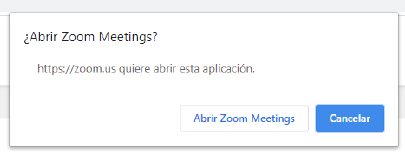 ¿Abrir Zoom Meetings?
https://zoom.us quiere abrir esta aplicación.
Abrir Zoom Meetings
Cancelar